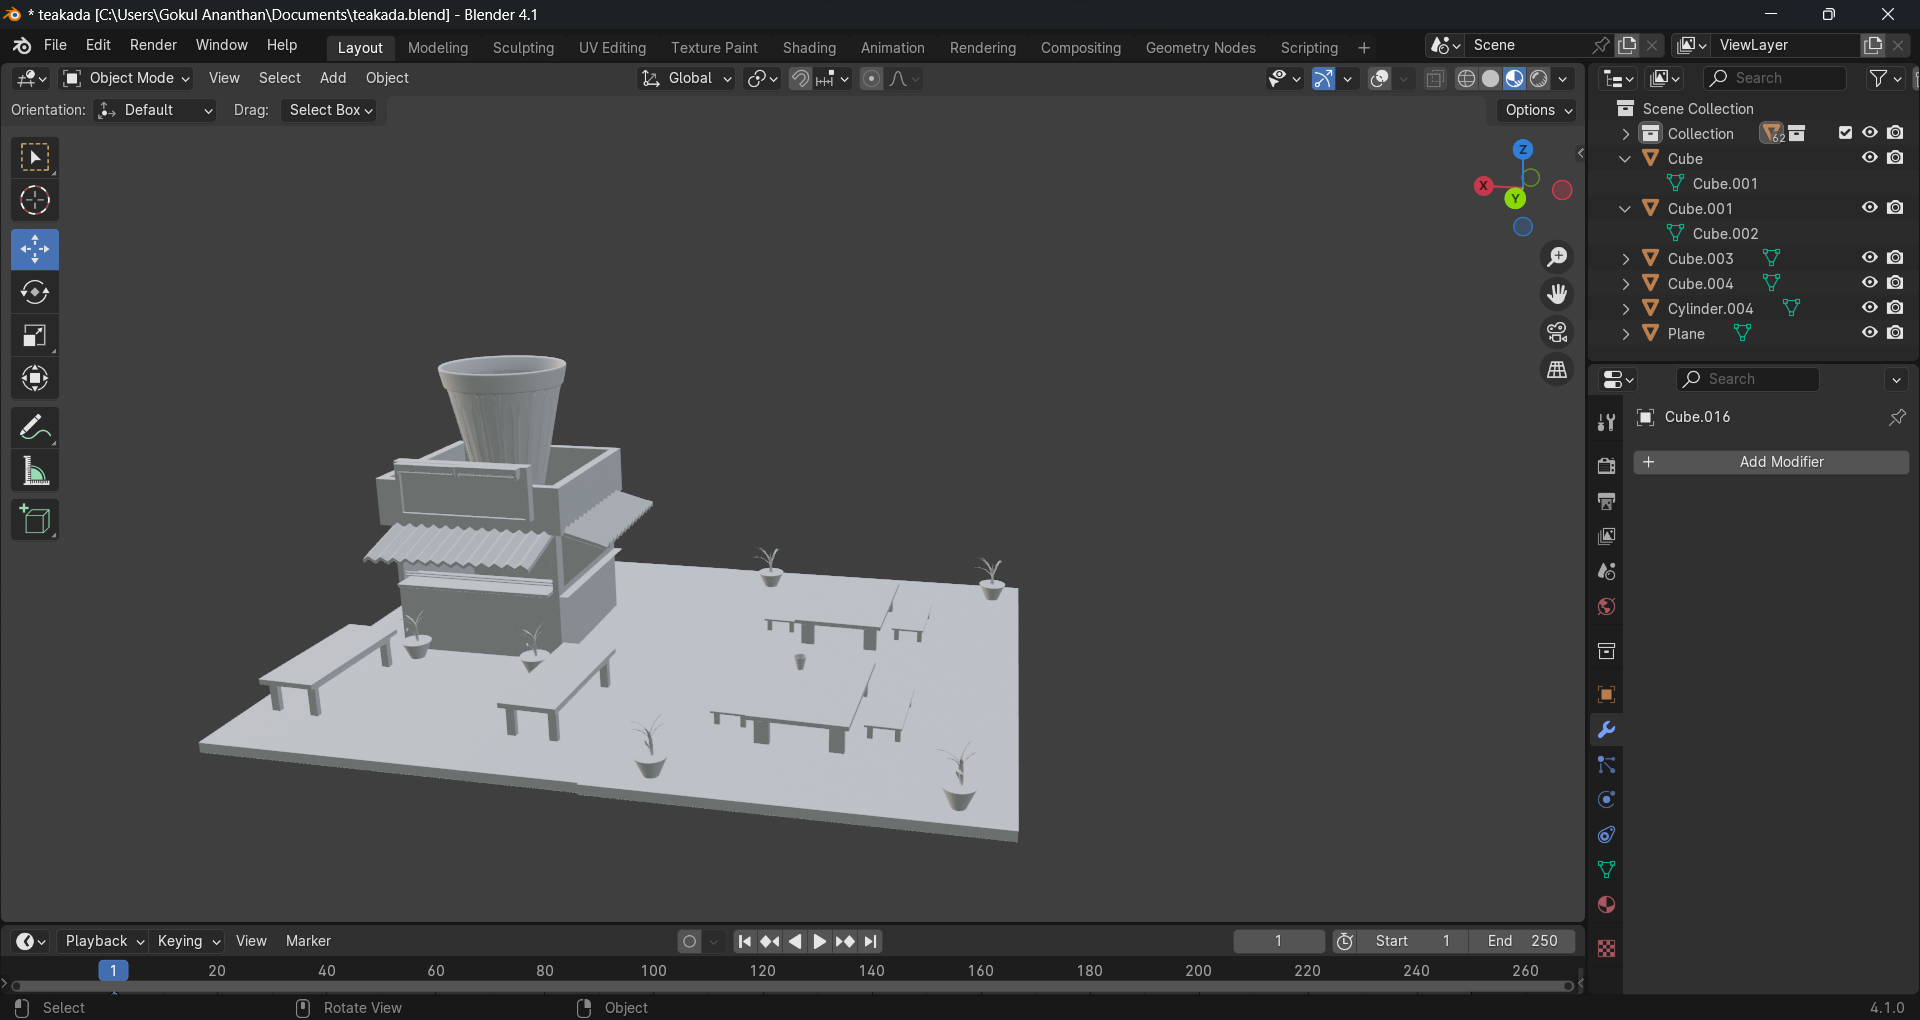 * teakada [C:\Users\Gokul Ananthan\Documents\teakada.blend] - Blender 4.1
File Edit Render Window Help Layout Modeling Sculpting UV Editing Texture Paint Shading Animation Rendering Compositing Geometry Nodes Scripting + Scene ViewLayer
Object Mode View Select Add Object Global Search
Orientation: Default Drag: Select Box Options
Scene Collection
Collection 62
Cube
Cube.001
Cube.001
Cube.002
Cube.003
Cube.004
Cylinder.004
Plane
Z
X
Y
Search
Cube.016
+ Add Modifier
Playback Keying View Marker 1 Start 1 End 250
1 20 40 60 80 100 120 140 160 180 200 220 240 260
Select Rotate View Object 4.1.0